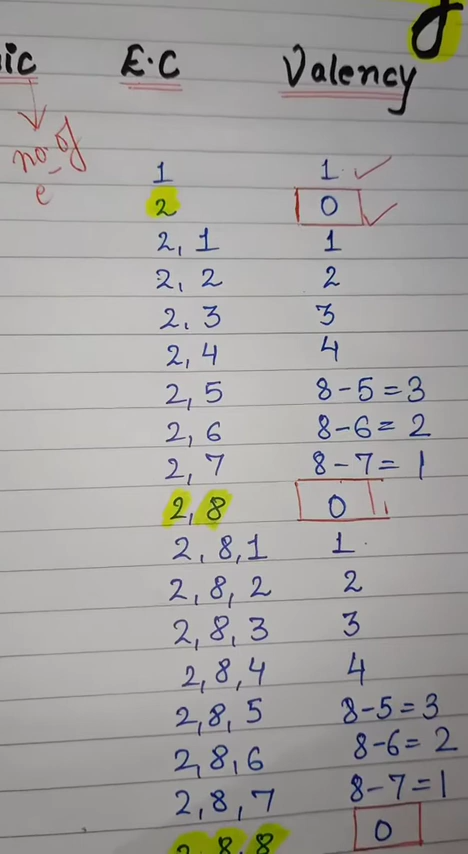 ic E.C Valency
no. of
e
1 1 ✓
2 0 ✓
2, 1 1
2, 2 2
2, 3 3
2, 4 4
2, 5 8-5=3
2, 6 8-6=2
2, 7 8-7=1
2, 8 0
2, 8, 1 1
2, 8, 2 2
2, 8, 3 3
2, 8, 4 4
2, 8, 5 8-5=3
2, 8, 6 8-6=2
2, 8, 7 8-7=1
2, 8, 8 0